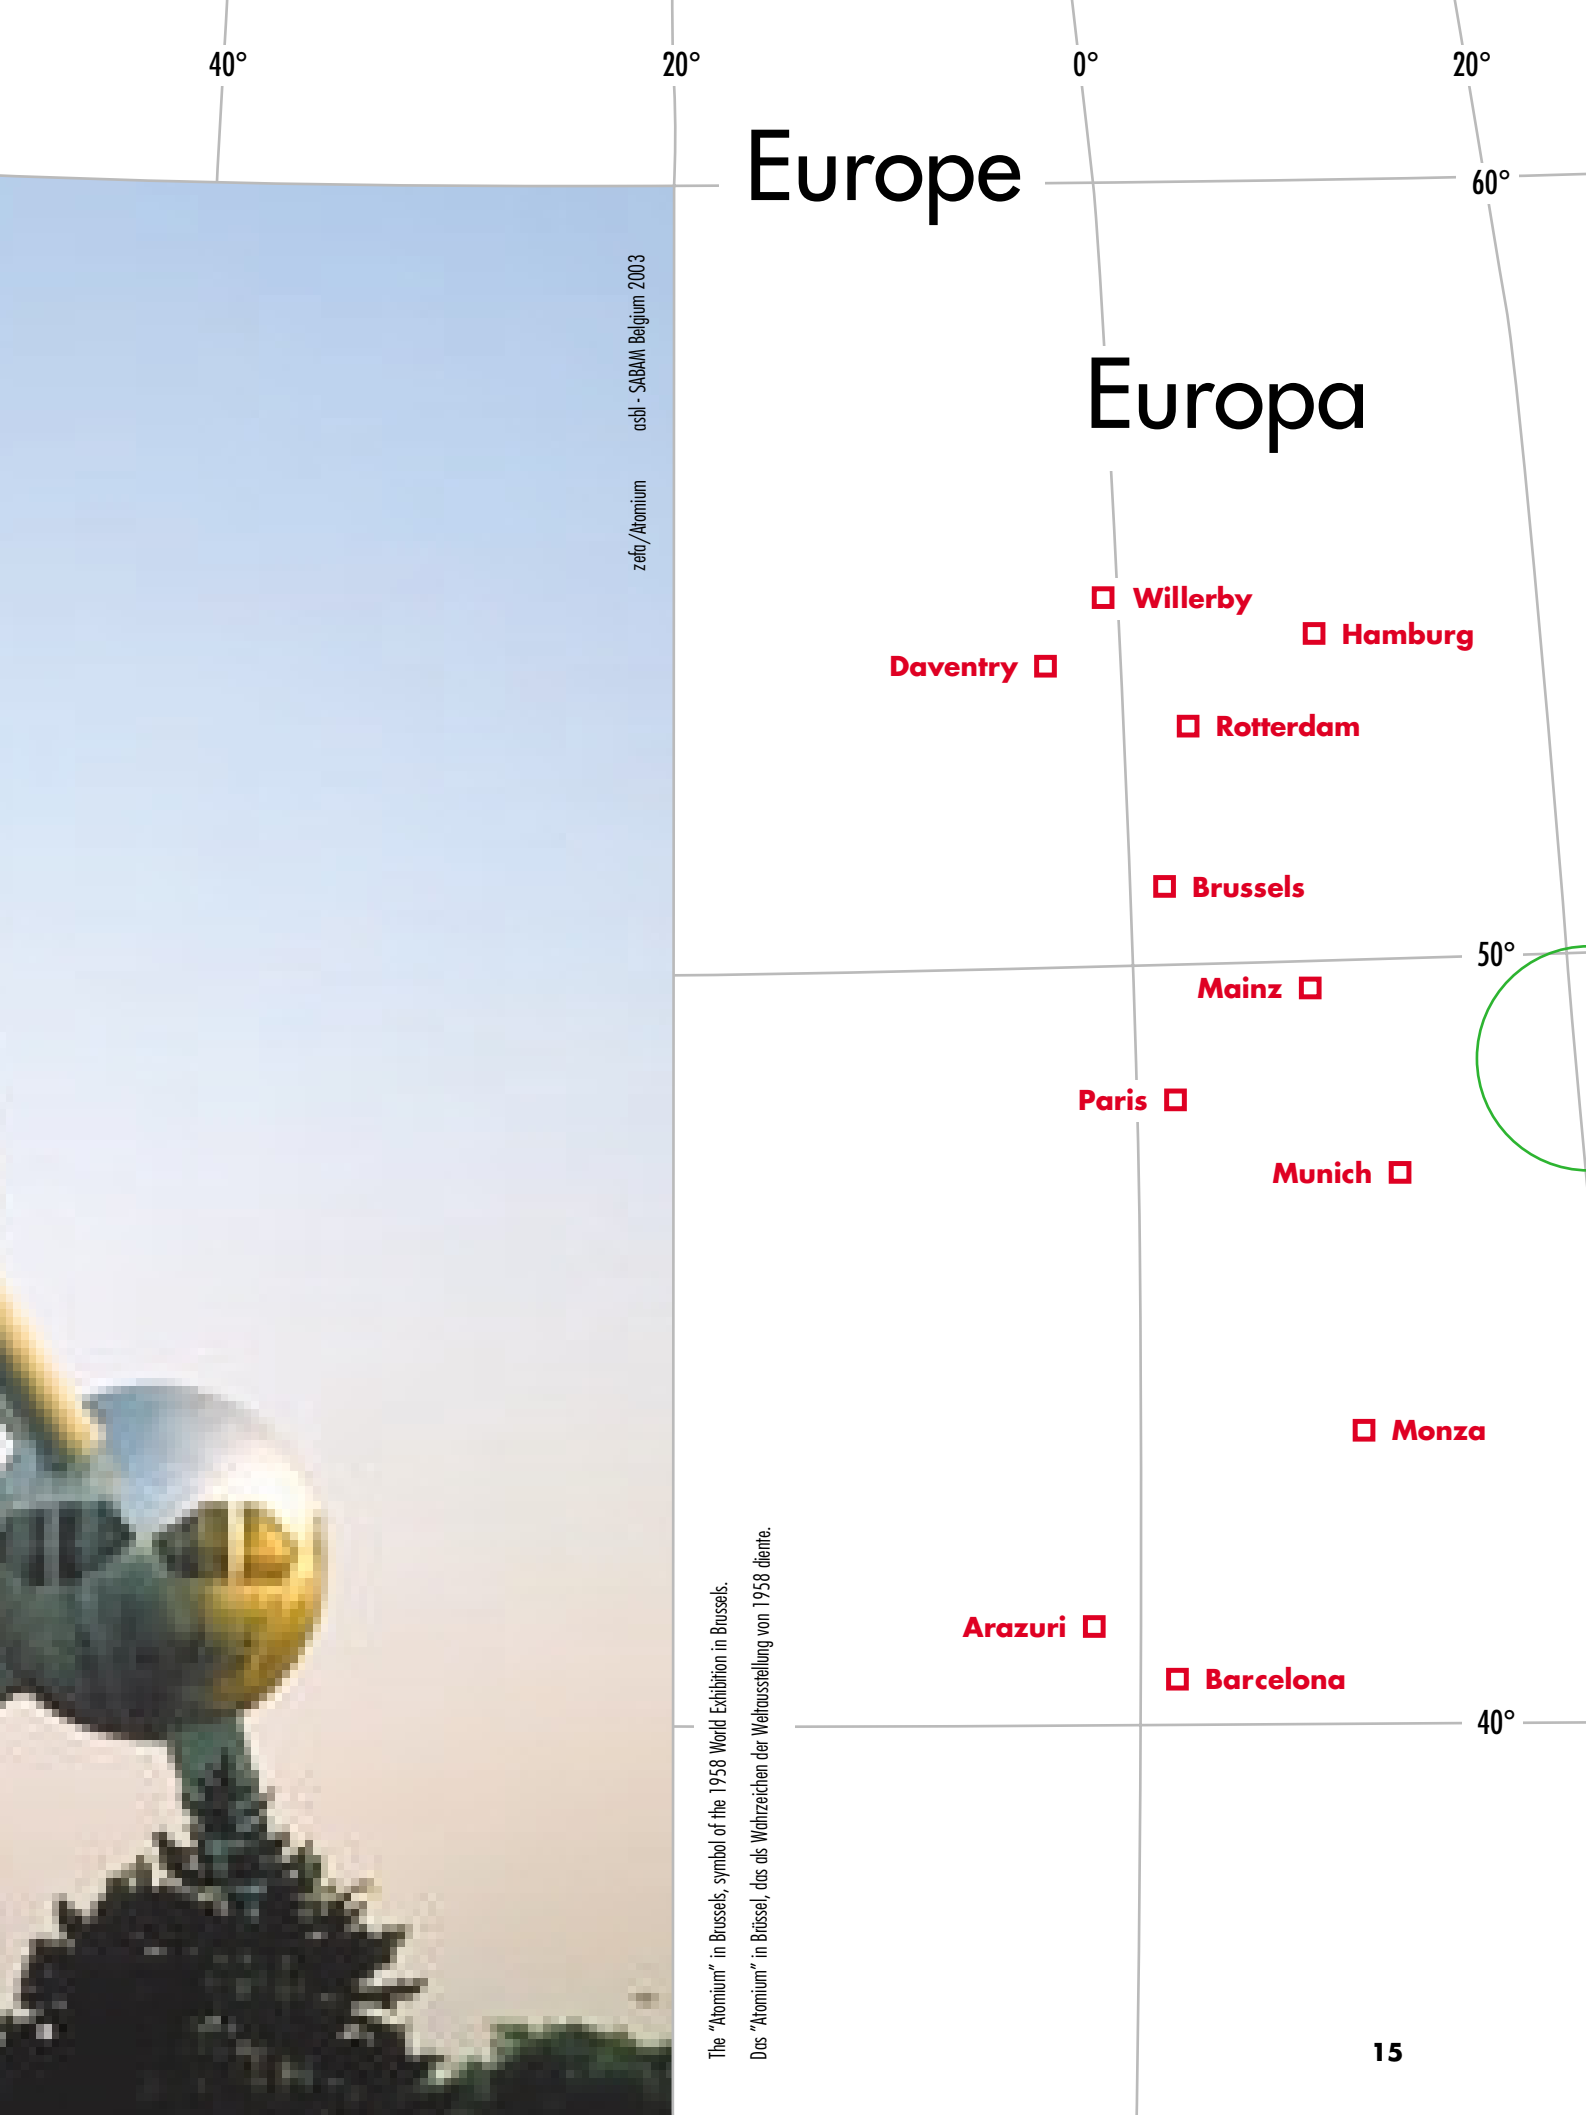 40°
20°
0°
20°
Europe
60°
zefa/Atomium asbl - SABAM Belgium 2003
Europa
Willerby
Hamburg
Daventry
Rotterdam
Brussels
50°
Mainz
Paris
Munich
Monza
Arazuri
Barcelona
40°
The "Atomium" in Brussels, symbol of the 1958 World Exhibition in Brussels.
Das "Atomium" in Brüssel, das als Wahrzeichen der Weltausstellung von 1958 diente.
15